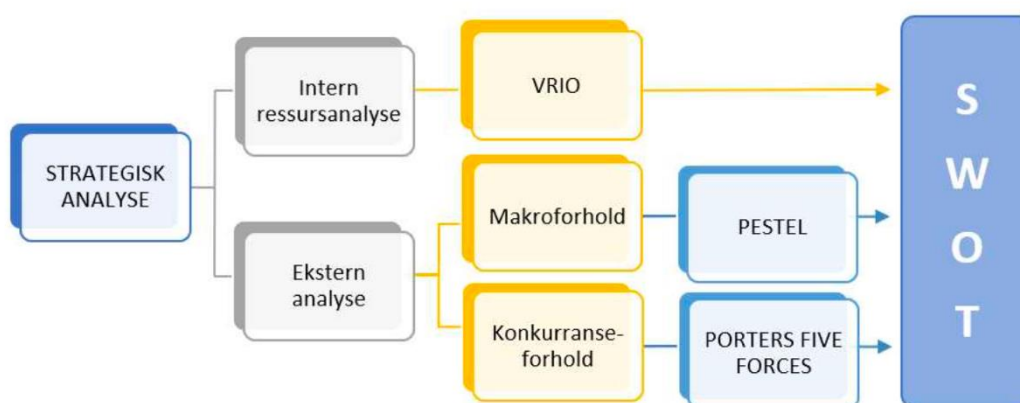 STRATEGISK
ANALYSE
Intern
ressursanalyse
VRIO
Ekstern
analyse
Makroforhold
PESTEL
Konkurranse-
forhold
PORTERS FIVE
FORCES
S
W
O
T